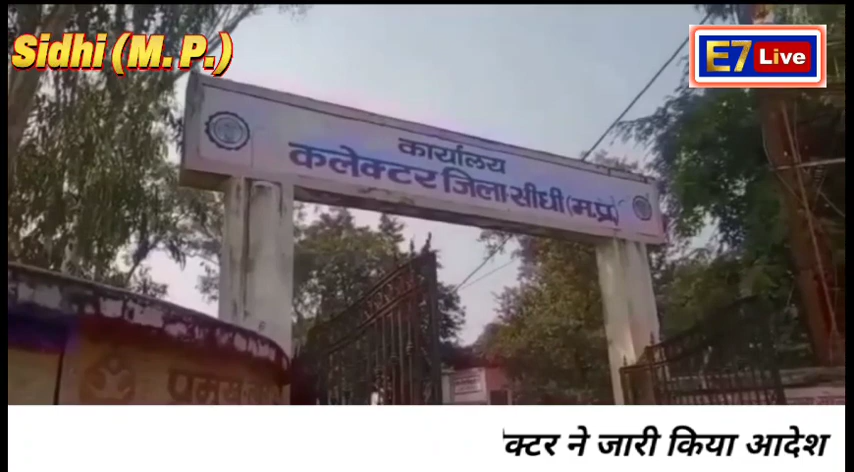 Sidhi (M. P.)
E7 Live
कार्यालय
कलेक्टर जिला सीधी (म.प्र.)
क्टर ने जारी किया आदेश